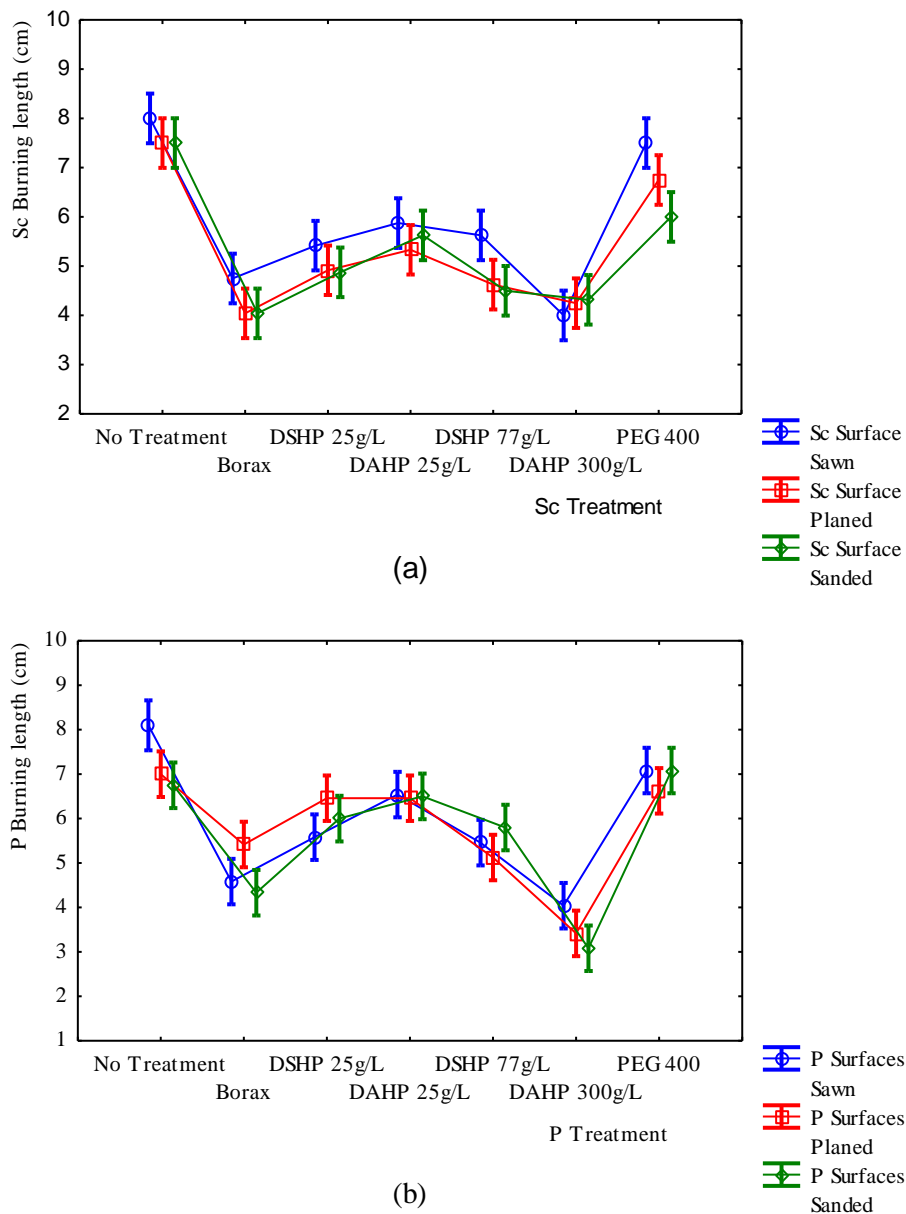 Sc Burning length (cm)
10
9
8
7
6
5
4
3
2
No Treatment DSHP 25g/L DSHP 77g/L PEG 400
Borax DAHP 25g/L DAHP 300g/L
Sc Treatment
Sc Surface
Sawn
Sc Surface
Planed
Sc Surface
Sanded
(a)
P Burning length (cm)
10
9
8
7
6
5
4
3
2
1
No Treatment DSHP 25g/L DSHP 77g/L PEG 400
Borax DAHP 25g/L DAHP 300g/L
P Treatment
P Surfaces
Sawn
P Surfaces
Planed
P Surfaces
Sanded
(b)